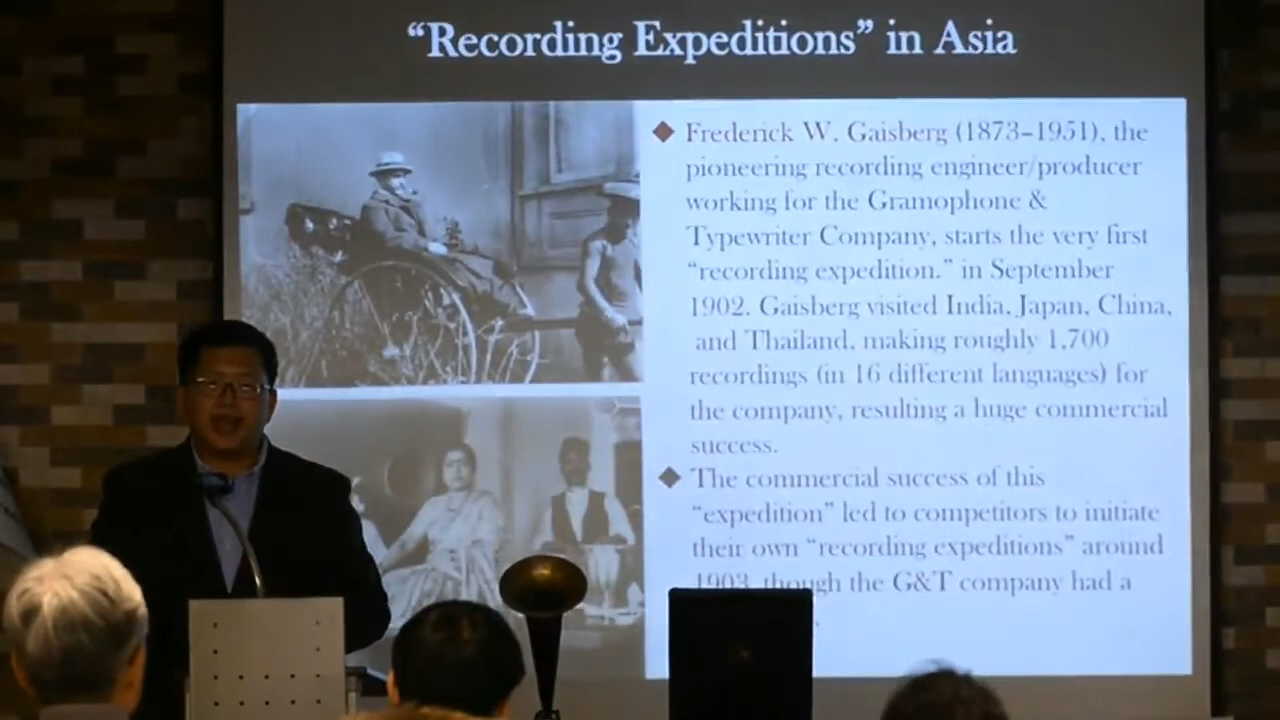 “Recording Expeditions” in Asia
Frederick W. Gaisberg (1873–1951), the
pioneering recording engineer/producer
working for the Gramophone &
Typewriter Company, starts the very first
“recording expedition.” in September
1902. Gaisberg visited India, Japan, China,
and Thailand, making roughly 1,700
recordings (in 16 different languages) for
the company, resulting a huge commercial
success.
The commercial success of this
“expedition” led to competitors to initiate
their own “recording expeditions” around
1903, though the G&T company had a